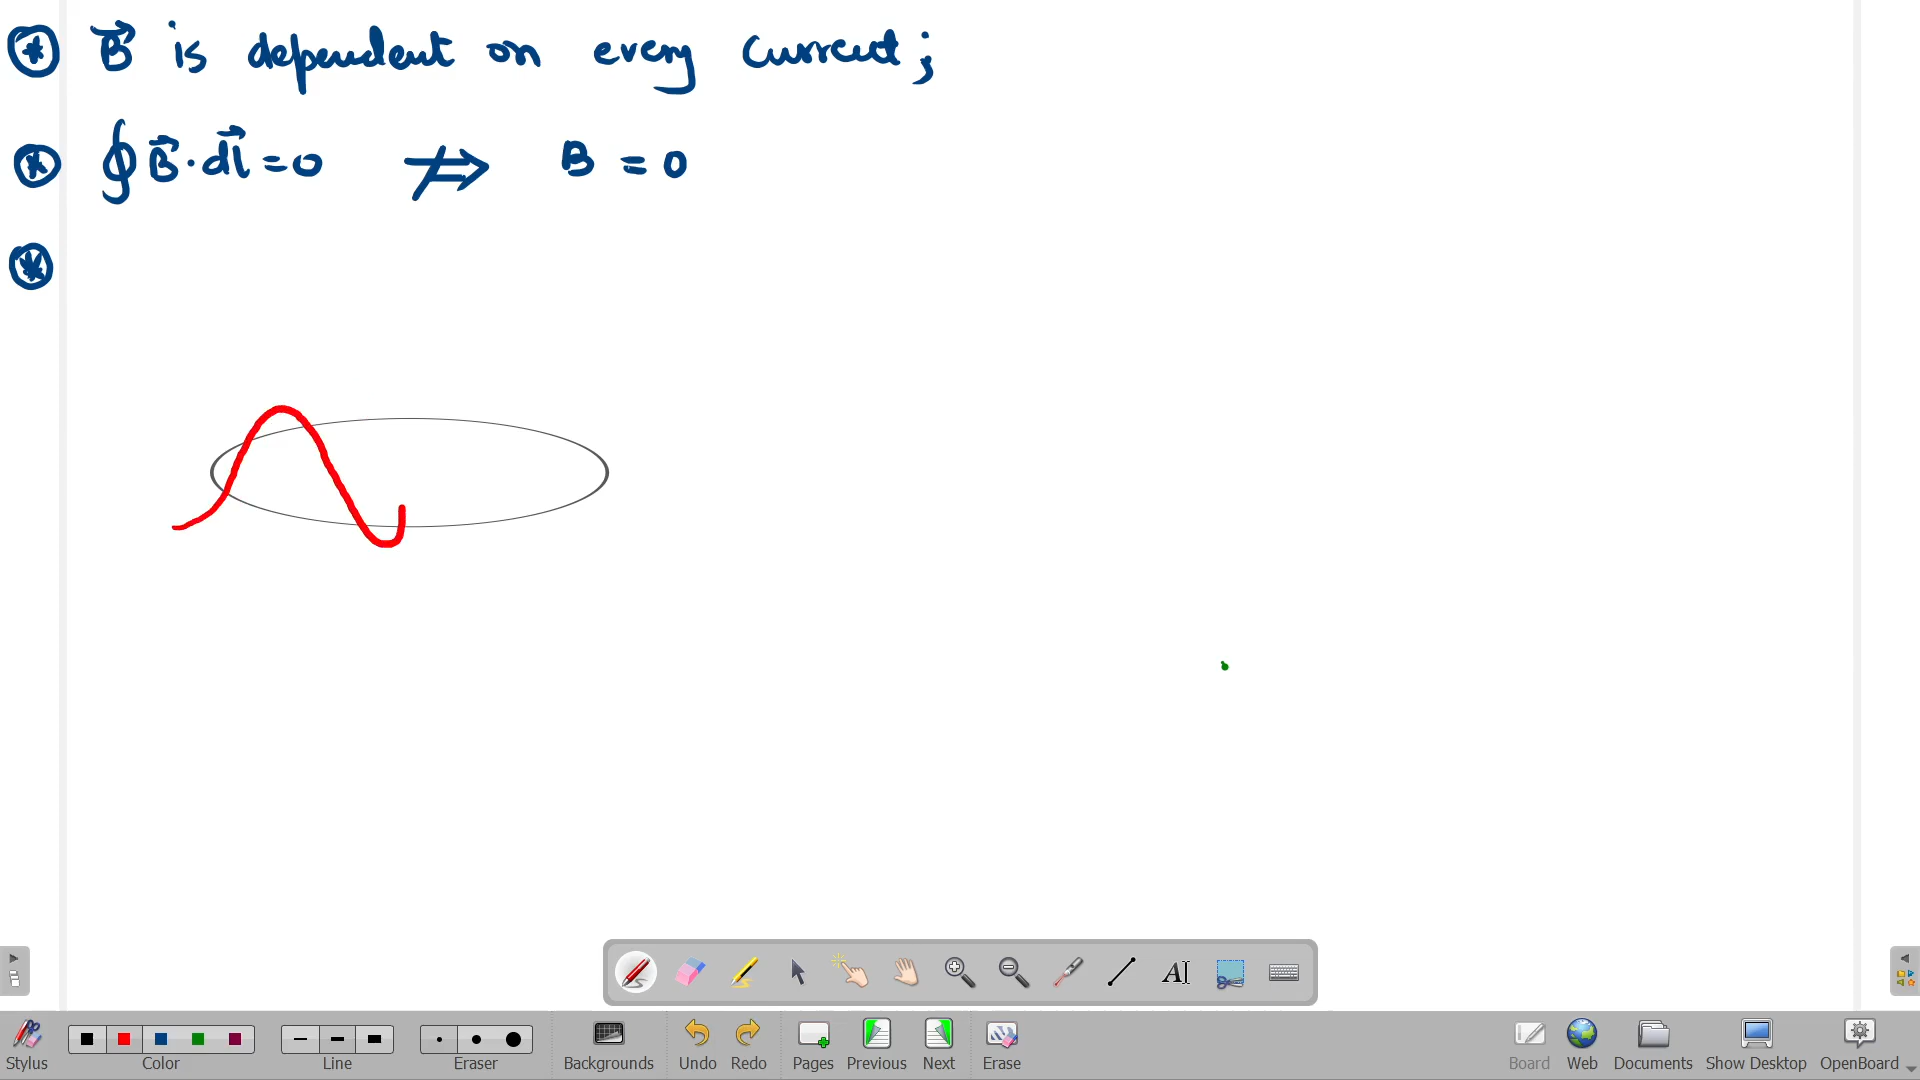 ⊛ B⃗ is dependent on every current;
⊛ ∮ B⃗ · dl⃗ = 0 ⇏ B = 0
⊛
Stylus Color Line Eraser Backgrounds Undo Redo Pages Previous Next Erase Board Web Documents Show Desktop OpenBoard